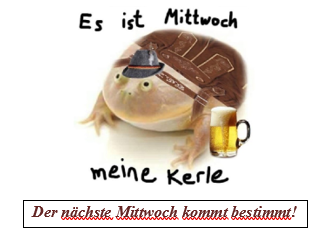 Es ist Mittwoch
meine Kerle
Der nächste Mittwoch kommt bestimmt!